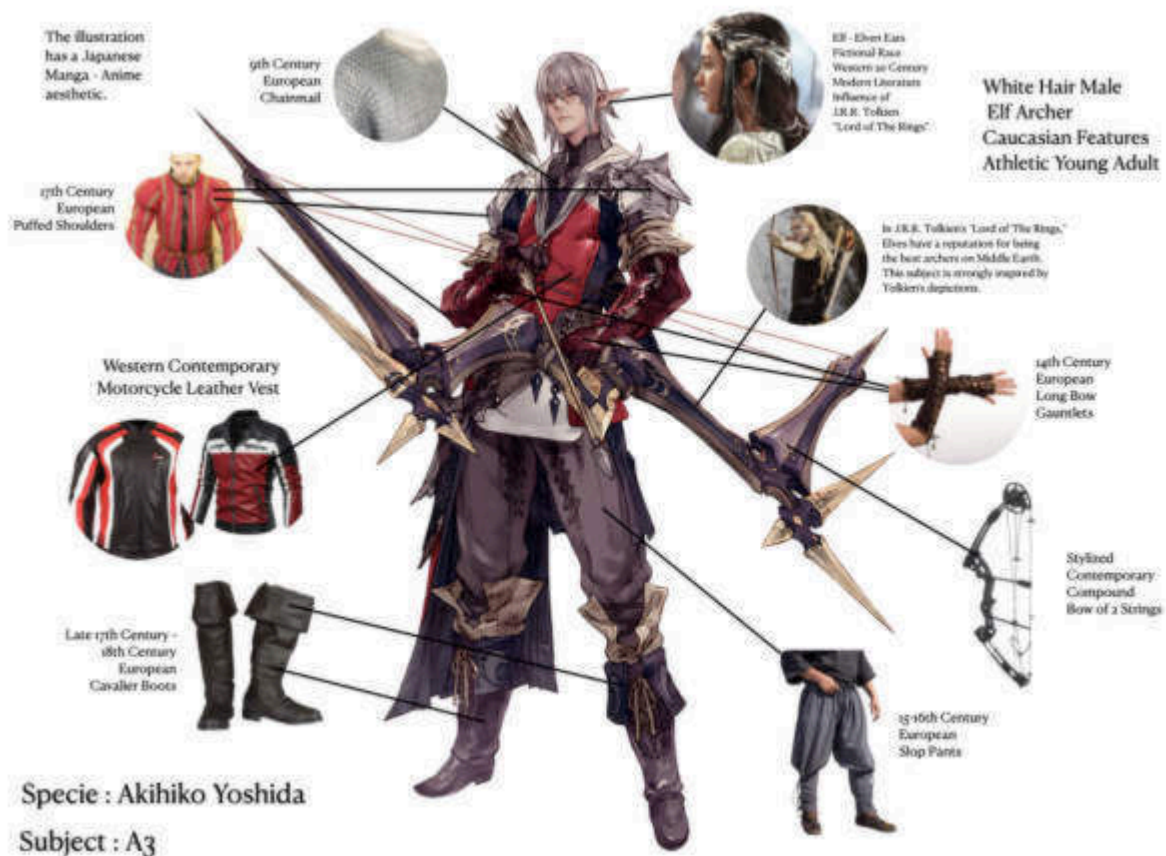 The illustration
has a Japanese
Manga - Anime
aesthetic.
9th Century
European
Chainmail
Elf - Elven Ears
Fictional Race
Western 20 Century
Modern Literature
Influence of
J.R.R. Tolkien
"Lord of The Rings"
White Hair Male
Elf Archer
Caucasian Features
Athletic Young Adult
17th Century
European
Puffed Shoulders
In J.R.R. Tolkien's "Lord of The Rings,"
Elves have a reputation for being
the best archers on Middle Earth.
This subject is strongly inspired by
Tolkien's depictions.
Western Contemporary
Motorcycle Leather Vest
14th Century
European
Long Bow
Gauntlets
Stylized
Contemporary
Compound
Bow of 2 Strings
Late 17th Century -
18th Century
European
Cavalier Boots
15-16th Century
European
Slop Pants
Specie : Akihiko Yoshida
Subject : A3